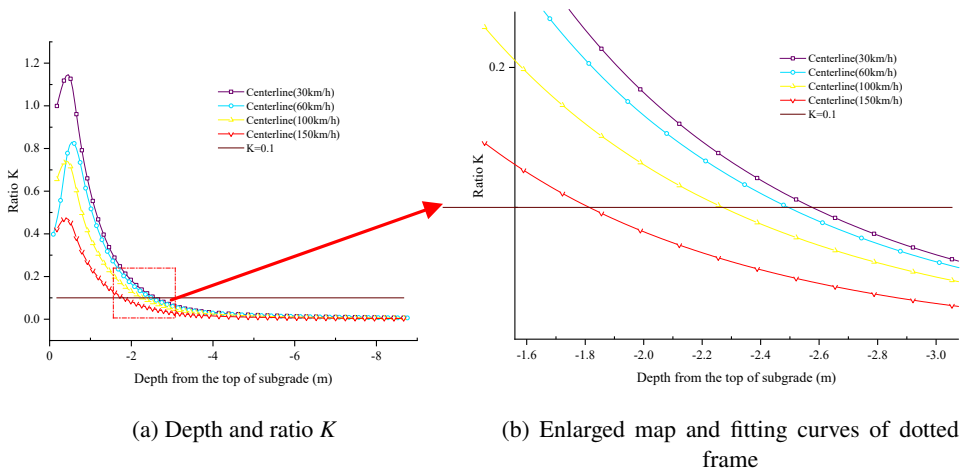 1.2
1.0
0.8
0.6
0.4
0.2
0.0
Ratio K
0
-2
-4
-6
-8
Depth from the top of subgrade (m)
Centerline(30km/h)
Centerline(60km/h)
Centerline(100km/h)
Centerline(150km/h)
K=0.1
(a) Depth and ratio K
0.2
Ratio K
-1.6
-2.0
-2.2
-2.4
-2.6
-2.8
-3.0
Depth from the top of subgrade (m)
Centerline(30km/h)
Centerline(60km/h)
Centerline(100km/h)
Centerline(150km/h)
K=0.1
(b) Enlarged map and fitting curves of dotted
frame